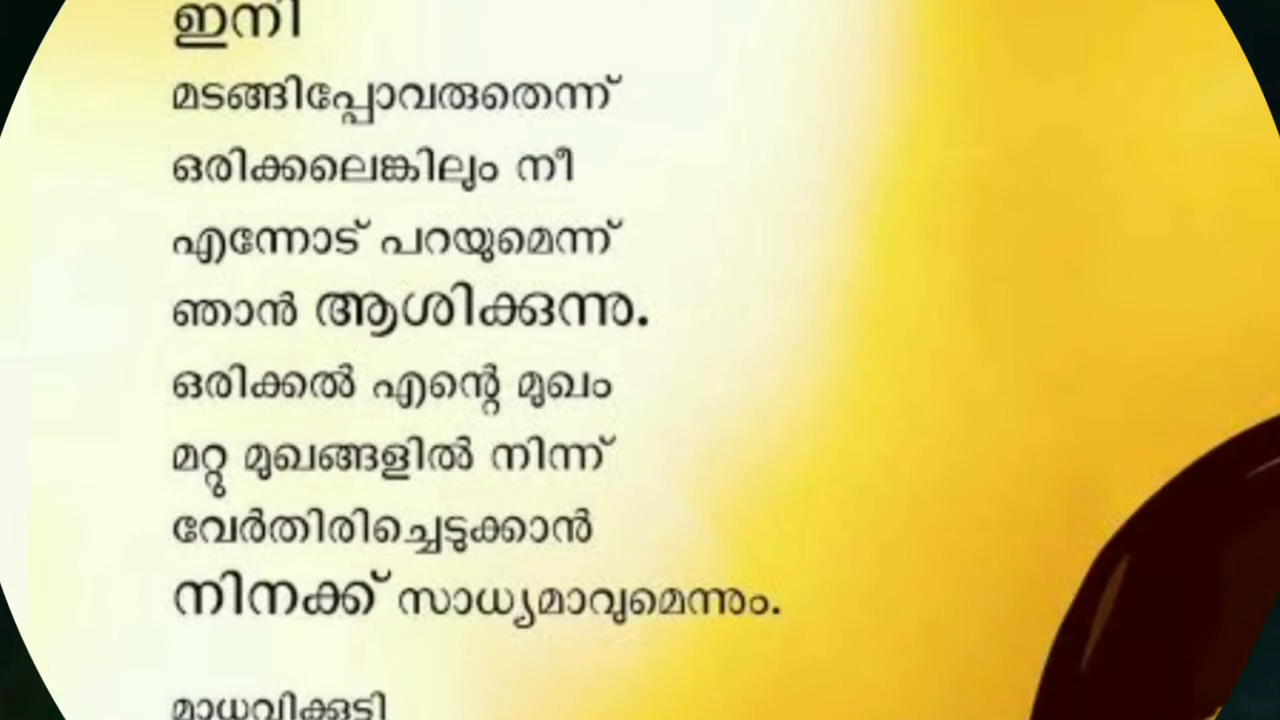 ഇനി
മടങ്ങിപ്പോവരുതെന്ന്
ഒരിക്കലെങ്കിലും നീ
എന്നോട് പറയുമെന്ന്
ഞാൻ ആശിക്കുന്നു.
ഒരിക്കൽ എന്റെ മുഖം
മറ്റു മുഖങ്ങളിൽ നിന്ന്
വേർതിരിച്ചെടുക്കാൻ
നിനക്ക് സാധ്യമാവുമെന്നും.
മാധവിക്കുട്ടി